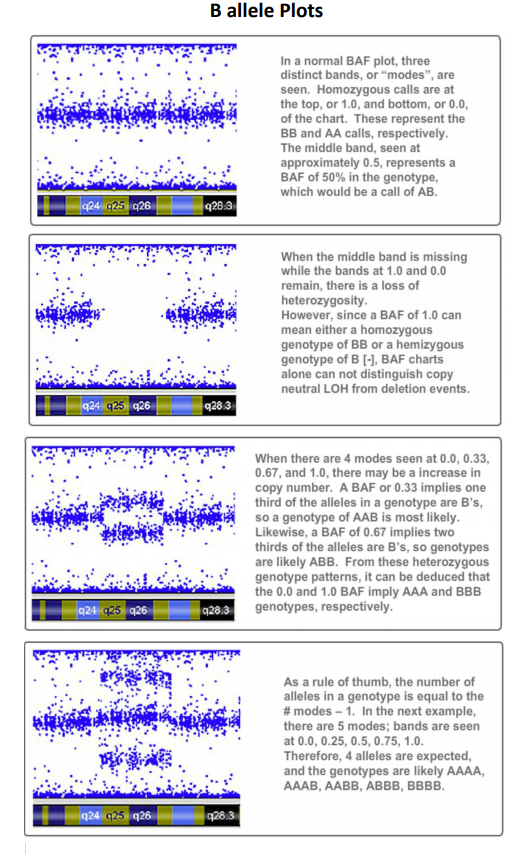 B allele Plots
In a normal BAF plot, three
distinct bands, or “modes”, are
seen. Homozygous calls are at
the top, or 1.0, and bottom, or 0.0,
of the chart. These represent the
BB and AA calls, respectively.
The middle band, seen at
approximately 0.5, represents a
BAF of 50% in the genotype,
which would be a call of AB.
q24 q25 q26 q28.3
When the middle band is missing
while the bands at 1.0 and 0.0
remain, there is a loss of
heterozygosity.
However, since a BAF of 1.0 can
mean either a homozygous
genotype of BB or a hemizygous
genotype of B [-], BAF charts
alone can not distinguish copy
neutral LOH from deletion events.
q24 q25 q26 q28.3
When there are 4 modes seen at 0.0, 0.33,
0.67, and 1.0, there may be a increase in
copy number. A BAF or 0.33 implies one
third of the alleles in a genotype are B’s,
so a genotype of AAB is most likely.
Likewise, a BAF of 0.67 implies two
thirds of the alleles are B’s, so genotypes
are likely ABB. From these heterozygous
genotype patterns, it can be deduced that
the 0.0 and 1.0 BAF imply AAA and BBB
genotypes, respectively.
q24 q25 q26 q28.3
As a rule of thumb, the number of
alleles in a genotype is equal to the
# modes – 1. In the next example,
there are 5 modes; bands are seen
at 0.0, 0.25, 0.5, 0.75, 1.0.
Therefore, 4 alleles are expected,
and the genotypes are likely AAAA,
AAAB, AABB, ABBB, BBBB.
q24 q25 q26 q28.3